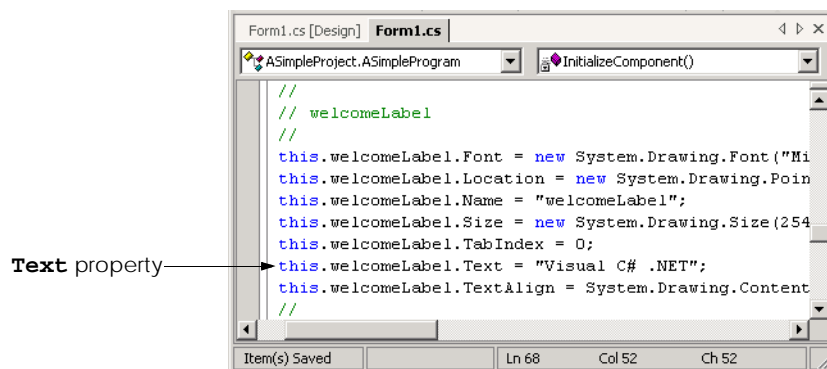 Form1.cs [Design] Form1.cs
ASimpleProject.ASimpleProgram InitializeComponent()
//
// welcomeLabel
//
this.welcomeLabel.Font = new System.Drawing.Font("Mi
this.welcomeLabel.Location = new System.Drawing.Poin
this.welcomeLabel.Name = "welcomeLabel";
this.welcomeLabel.Size = new System.Drawing.Size(254
this.welcomeLabel.TabIndex = 0;
Text property
this.welcomeLabel.Text = "Visual C# .NET";
this.welcomeLabel.TextAlign = System.Drawing.Content
//
Item(s) Saved Ln 68 Col 52 Ch 52